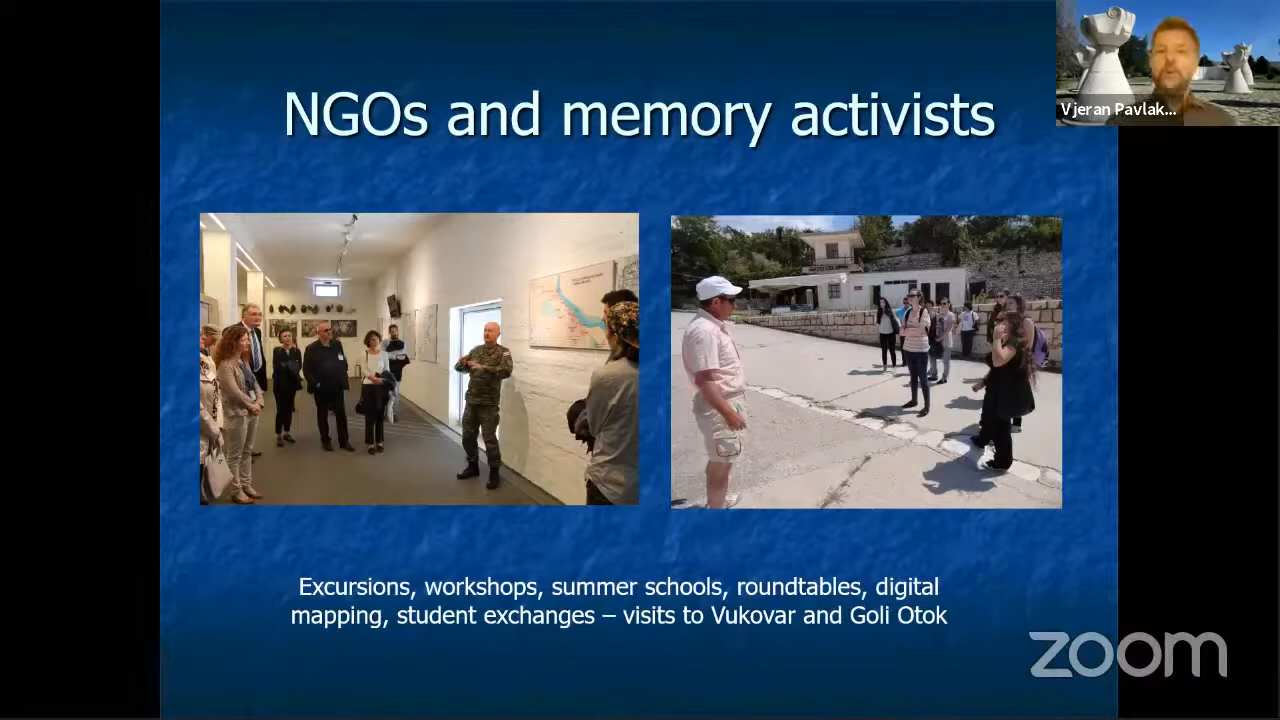 NGOs and memory activists
Vjeran Pavlak...
Excursions, workshops, summer schools, roundtables, digital
mapping, student exchanges – visits to Vukovar and Goli Otok
zoom